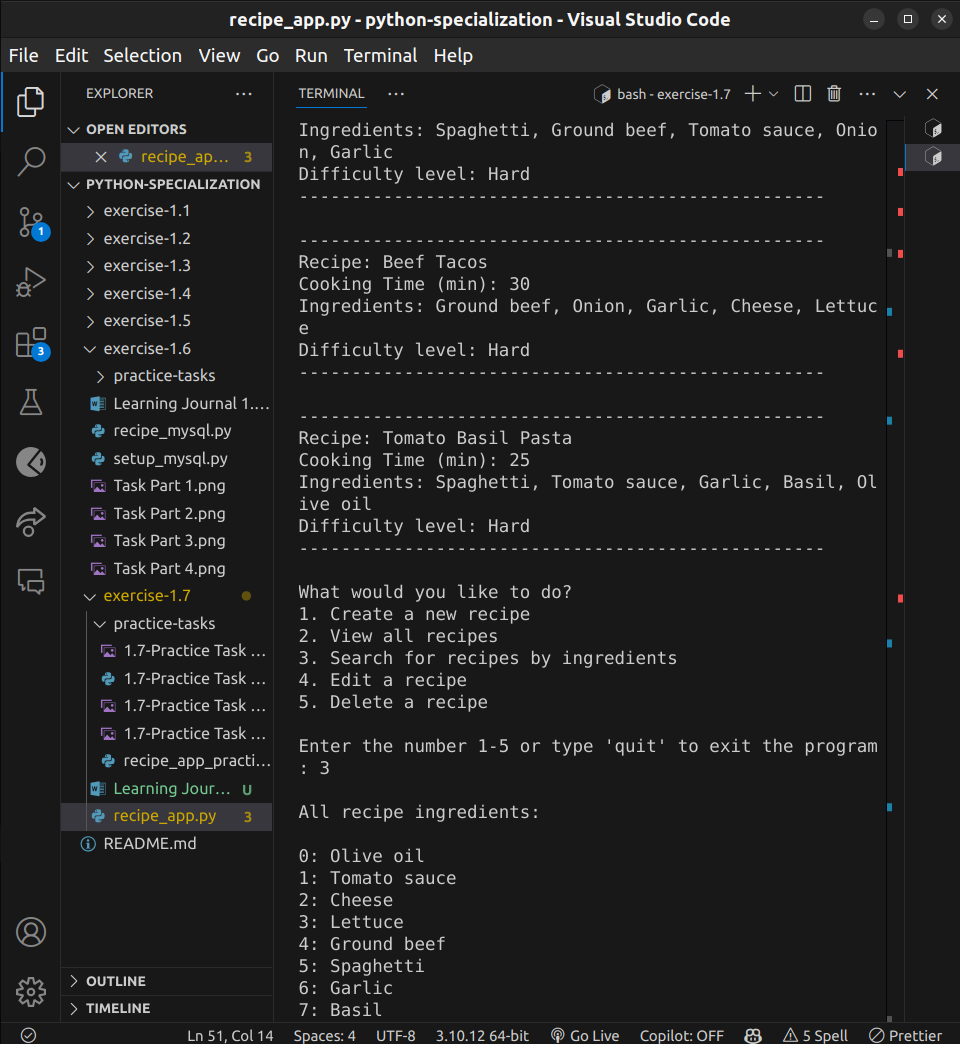 recipe_app.py - python-specialization - Visual Studio Code
File Edit Selection View Go Run Terminal Help
EXPLORER
OPEN EDITORS
recipe_ap... 3
PYTHON-SPECIALIZATION
exercise-1.1
exercise-1.2
exercise-1.3
exercise-1.4
exercise-1.5
exercise-1.6
practice-tasks
Learning Journal 1....
recipe_mysql.py
setup_mysql.py
Task Part 1.png
Task Part 2.png
Task Part 3.png
Task Part 4.png
exercise-1.7
practice-tasks
1.7-Practice Task ...
1.7-Practice Task ...
1.7-Practice Task ...
1.7-Practice Task ...
recipe_app_practi...
Learning Jour... U
recipe_app.py 3
README.md
OUTLINE
TIMELINE
1
3
TERMINAL ... bash - exercise-1.7
Ingredients: Spaghetti, Ground beef, Tomato sauce, Onio
n, Garlic
Difficulty level: Hard
--------------------------------------------------
--------------------------------------------------
Recipe: Beef Tacos
Cooking Time (min): 30
Ingredients: Ground beef, Onion, Garlic, Cheese, Lettuc
e
Difficulty level: Hard
--------------------------------------------------
--------------------------------------------------
Recipe: Tomato Basil Pasta
Cooking Time (min): 25
Ingredients: Spaghetti, Tomato sauce, Garlic, Basil, Ol
ive oil
Difficulty level: Hard
--------------------------------------------------
What would you like to do?
1. Create a new recipe
2. View all recipes
3. Search for recipes by ingredients
4. Edit a recipe
5. Delete a recipe
Enter the number 1-5 or type 'quit' to exit the program
: 3
All recipe ingredients:
0: Olive oil
1: Tomato sauce
2: Cheese
3: Lettuce
4: Ground beef
5: Spaghetti
6: Garlic
7: Basil
Ln 51, Col 14 Spaces: 4 UTF-8 3.10.12 64-bit Go Live Copilot: OFF 5 Spell Prettier